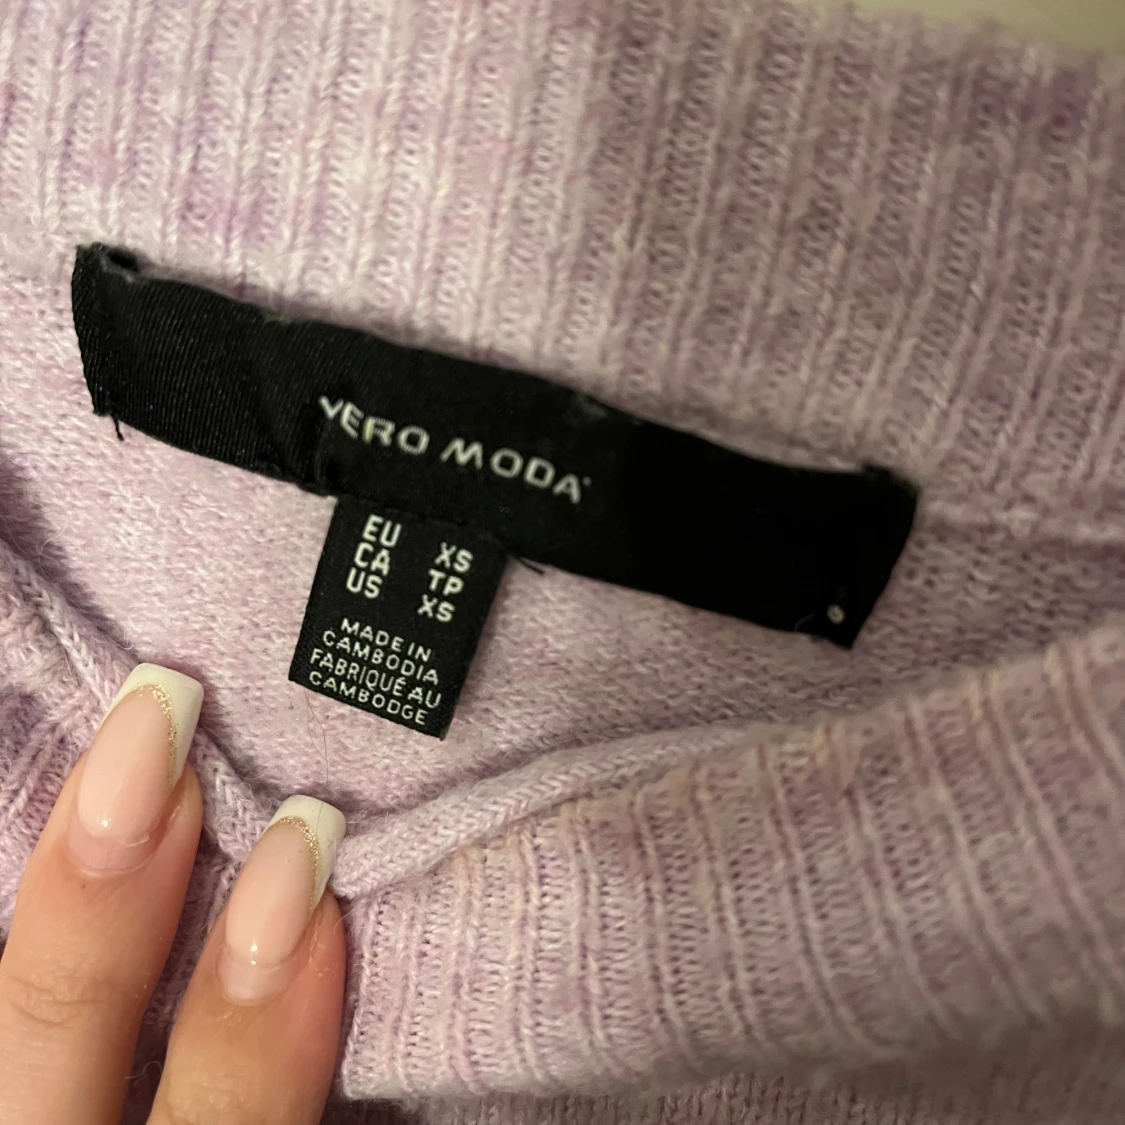 VERO MODA
EU XS
CA TP
US XS
MADE IN
CAMBODIA
FABRIQUÉ AU
CAMBODGE